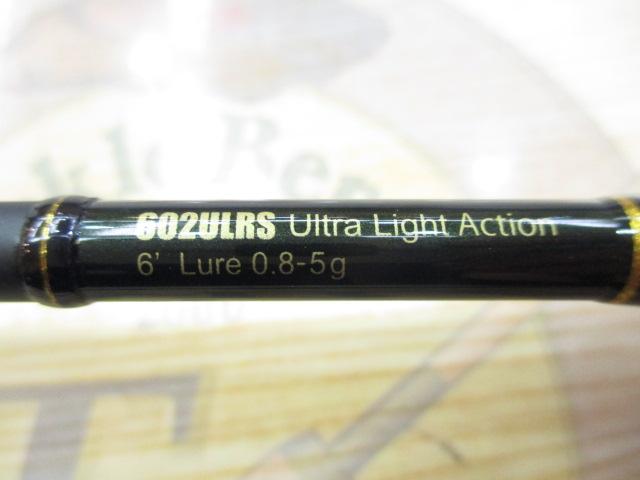 602ULRS Ultra Light Action
6' Lure 0.8-5g